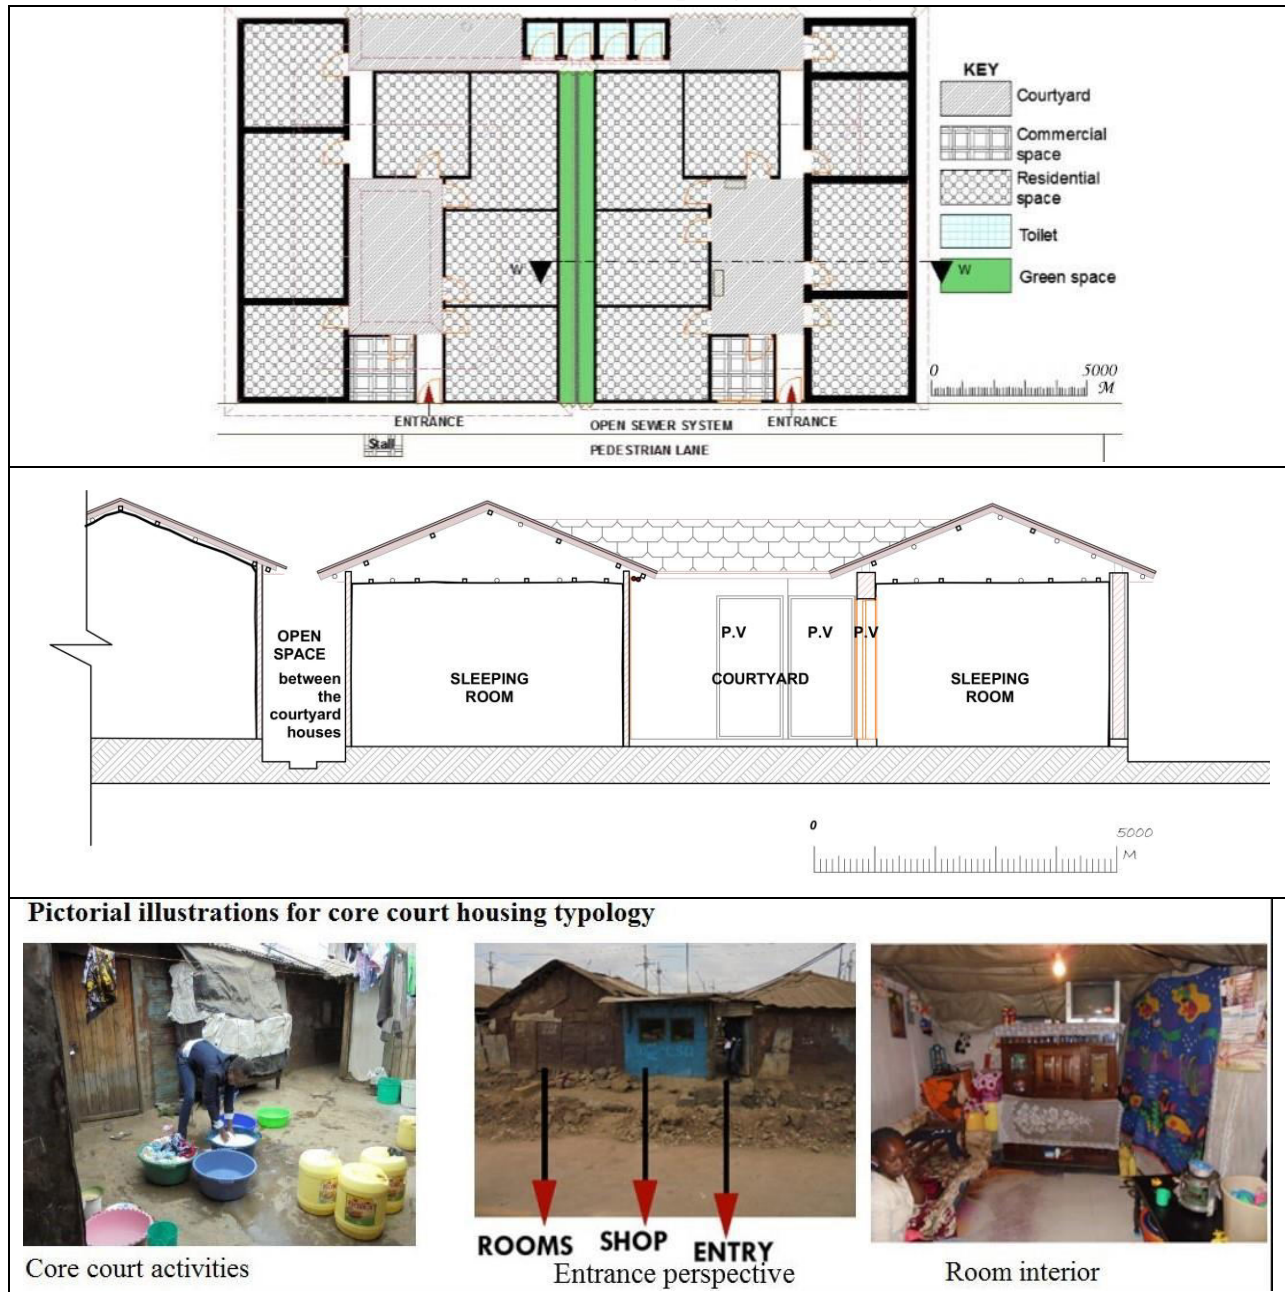 KEY
Courtyard
Commercial
space
Residential
space
Toilet
Green space
W
W
0
5000
M
ENTRANCE
OPEN SEWER SYSTEM
ENTRANCE
Stall
PEDESTRIAN LANE
OPEN
SPACE
between
the
courtyard
houses
SLEEPING
ROOM
P.V
P.V
P.V
COURTYARD
SLEEPING
ROOM
0
5000
M
Pictorial illustrations for core court housing typology
ROOMS
SHOP
ENTRY
Core court activities
Entrance perspective
Room interior